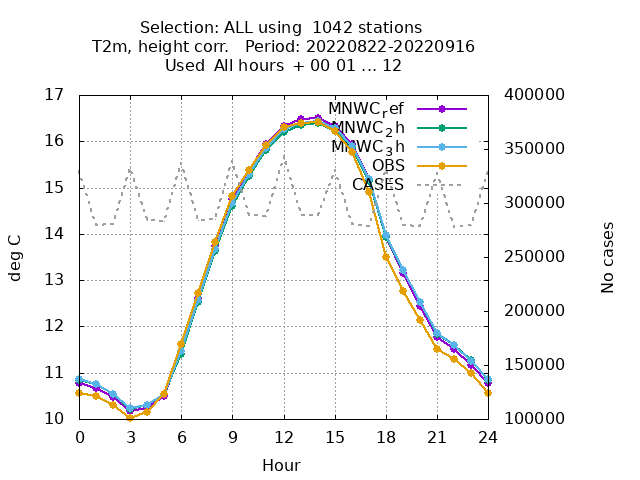 Selection: ALL using  1042 stations
T2m, height corr.   Period: 20220822-20220916
Used  All hours  + 00 01 ... 12
17
16
15
14
13
12
11
10
deg C
400000
350000
300000
250000
200000
150000
100000
No cases
MNWC_ref
MNWC_2h
MNWC_3h
OBS
CASES
0 3 6 9 12 15 18 21 24
Hour